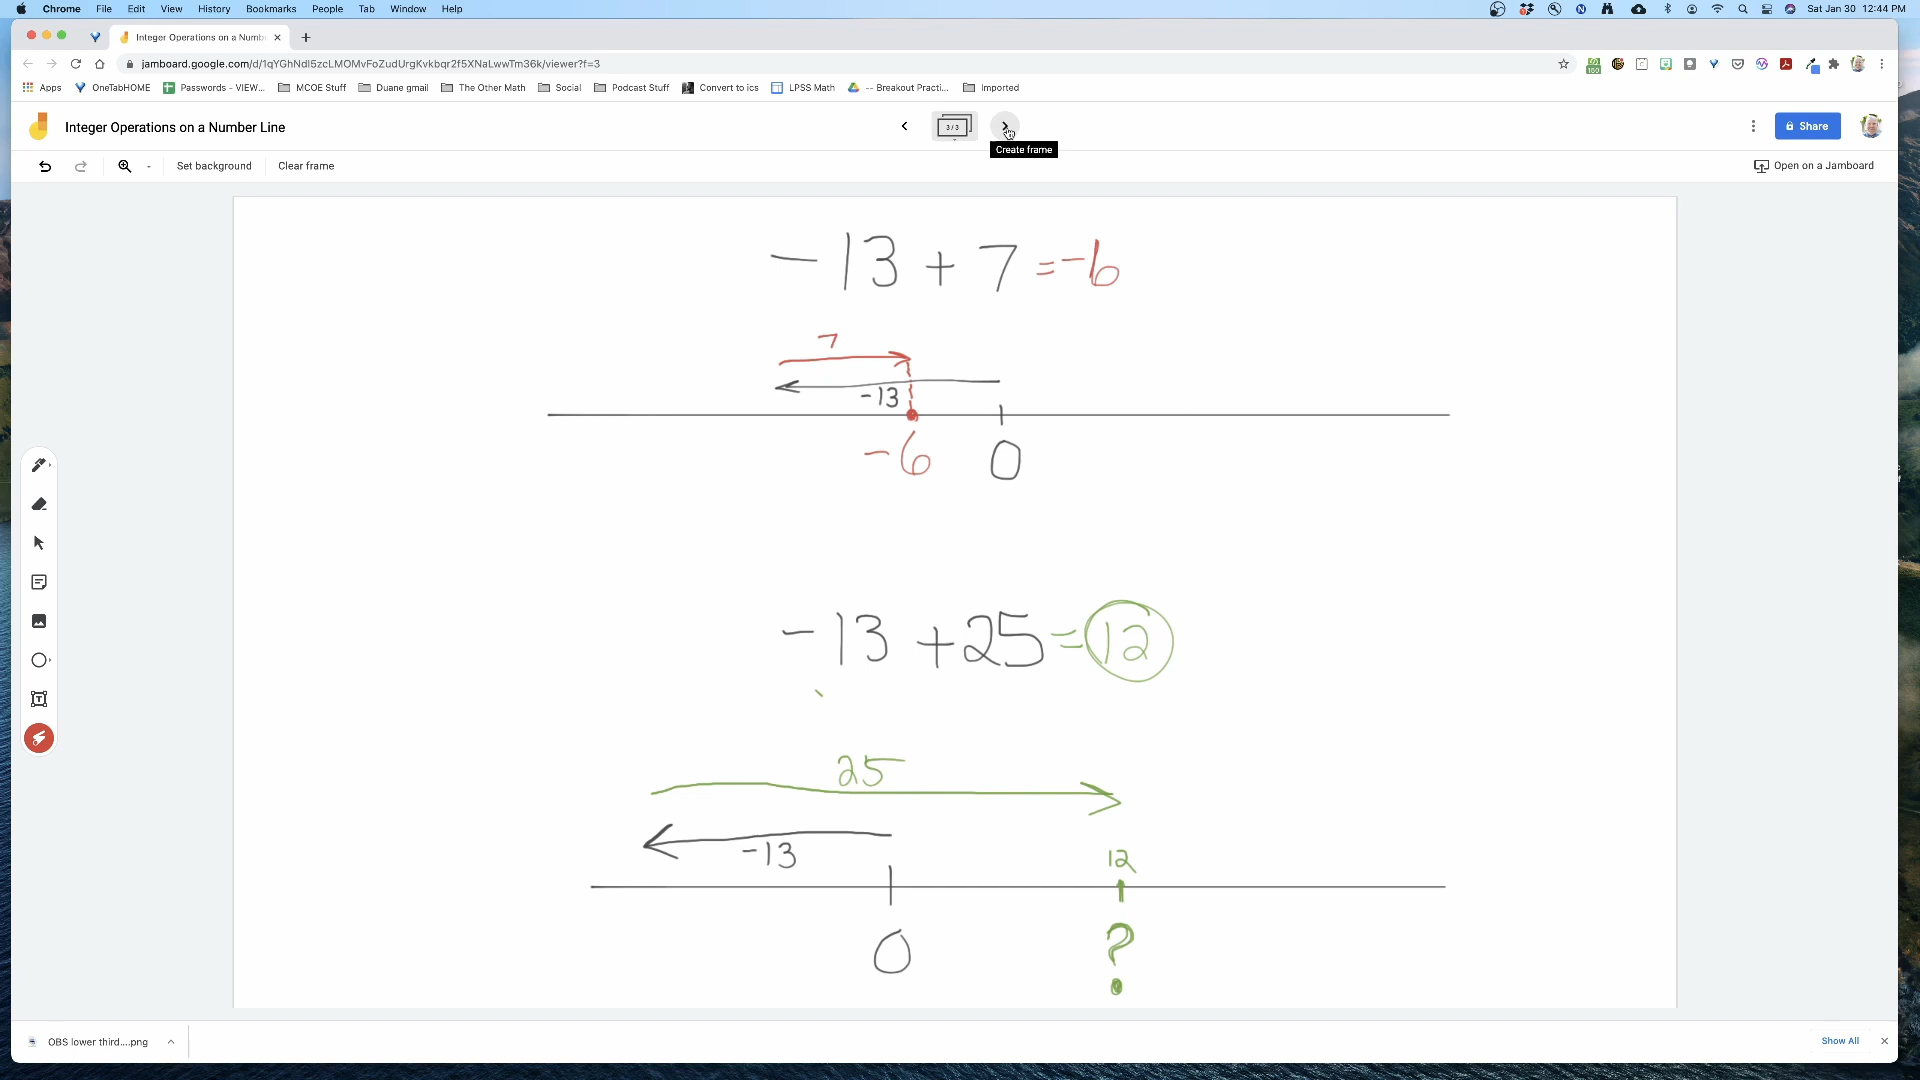 Chrome File Edit View History Bookmarks People Tab Window Help Sat Jan 30 12:44 PM
Integer Operations on a Numb
jamboard.google.com/d/1qYGhNdI5zcLMOMvFoZudUrgKvkbqr2f5XNaLwwTm36k/viewer?f=3
Apps OneTabHOME Passwords - VIEW... MCOE Stuff Duane gmail The Other Math Social Podcast Stuff Convert to ics LPSS Math -- Breakout Practi... Imported
Integer Operations on a Number Line
3 / 3
Share
Create frame
Set background Clear frame Open on a Jamboard
-13 + 7 = -6
7
-13
-6 0
-13 + 25 = 12
25
-13
12
0 ?
OBS lower third....png Show All